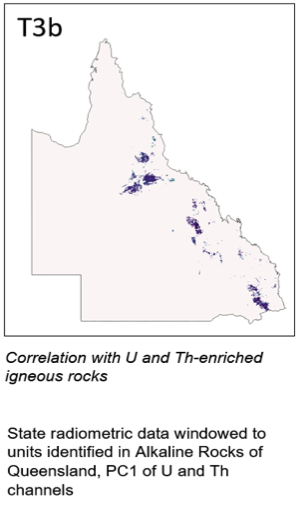 T3b
Correlation with U and Th-enriched
igneous rocks
State radiometric data windowed to
units identified in Alkaline Rocks of
Queensland, PC1 of U and Th
channels